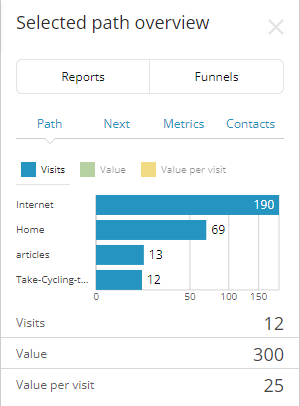 Selected path overview
Reports Funnels
Path Next Metrics Contacts
Visits Value Value per visit
Internet 190
Home 69
articles 13
Take-Cycling-t... 12
0 50 100 150
Visits 12
Value 300
Value per visit 25